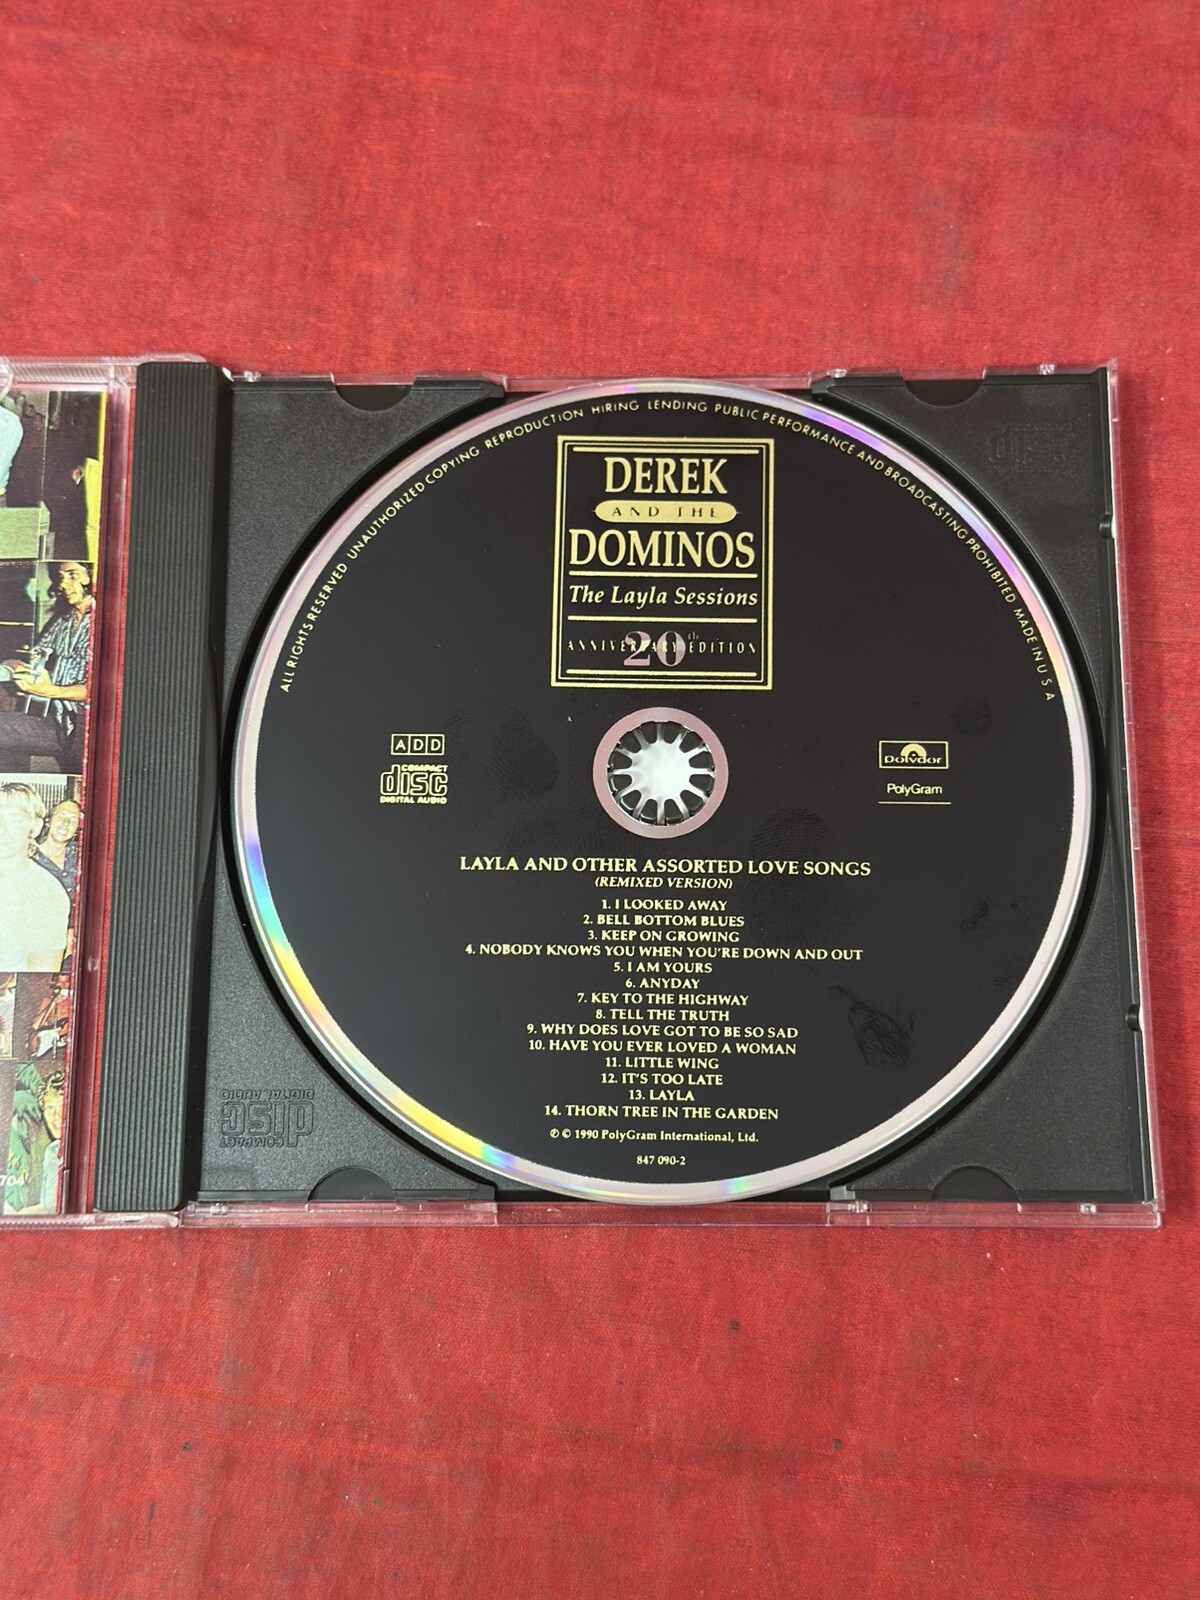 ALL RIGHTS RESERVED UNAUTHORIZED COPYING REPRODUCTION HIRING LENDING PUBLIC PERFORMANCE AND BROADCASTING PROHIBITED MADE IN U S A
DEREK
AND THE
DOMINOS
The Layla Sessions
20th
ANNIVERSARY EDITION
ADD
COMPACT
disc
DIGITAL AUDIO
Polydor
PolyGram
LAYLA AND OTHER ASSORTED LOVE SONGS
(REMIXED VERSION)
1. I LOOKED AWAY
2. BELL BOTTOM BLUES
3. KEEP ON GROWING
4. NOBODY KNOWS YOU WHEN YOU'RE DOWN AND OUT
5. I AM YOURS
6. ANYDAY
7. KEY TO THE HIGHWAY
8. TELL THE TRUTH
9. WHY DOES LOVE GOT TO BE SO SAD
10. HAVE YOU EVER LOVED A WOMAN
11. LITTLE WING
12. IT'S TOO LATE
13. LAYLA
14. THORN TREE IN THE GARDEN
℗ © 1990 PolyGram International, Ltd.
847 090-2
COMPACT
disc
DIGITAL AUDIO
704